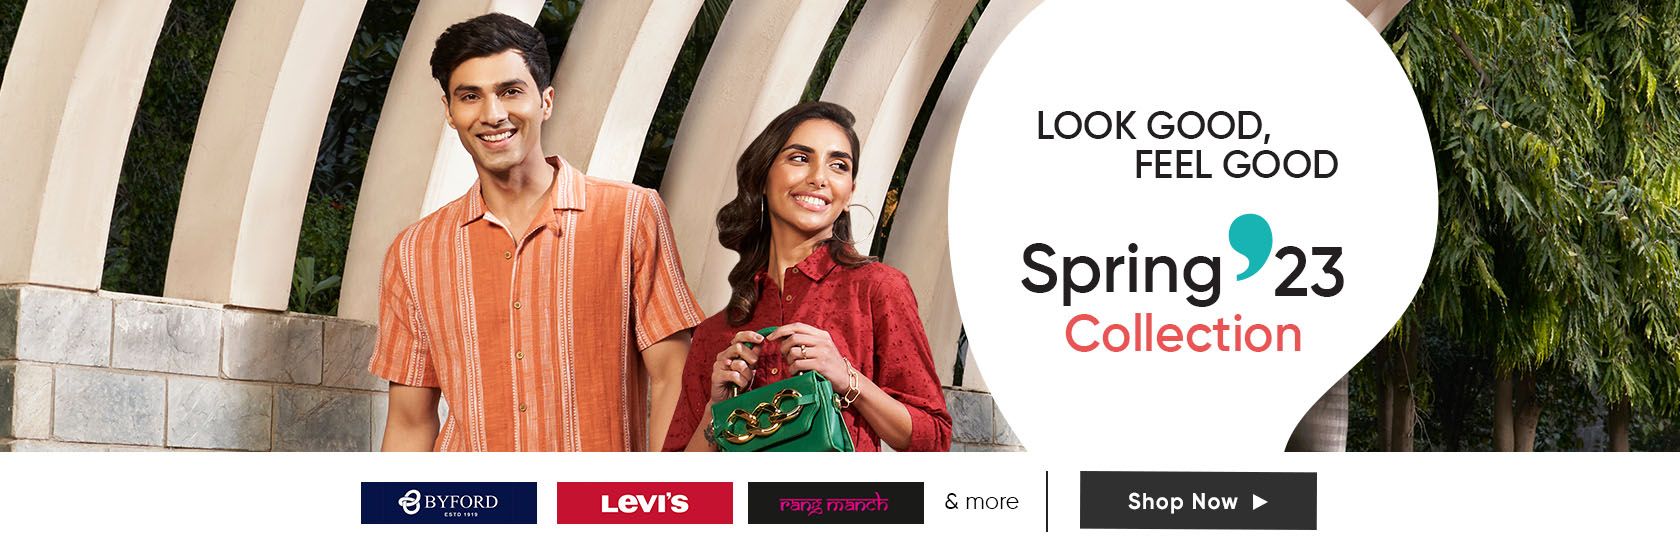 LOOK GOOD,
FEEL GOOD
Spring ’23
Collection
BYFORD
ESTD 1919
LEVI'S
rang manch
& more
Shop Now